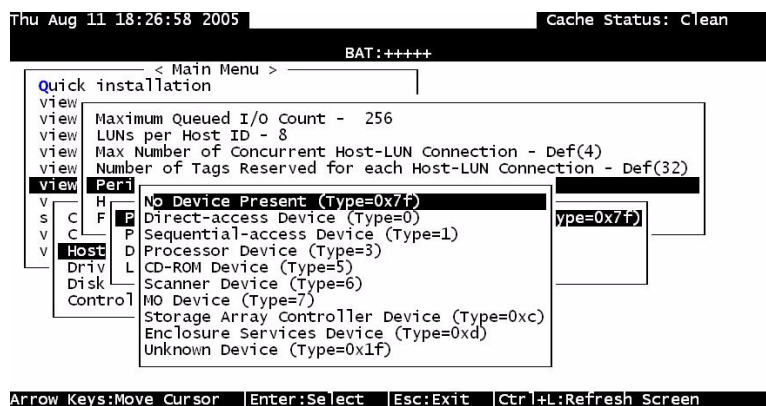 Thu Aug 11 18:26:58 2005 Cache Status: Clean
BAT:+++++
< Main Menu >
Quick installation
view
view Maximum Queued I/O Count - 256
view LUNs per Host ID - 8
view Max Number of Concurrent Host-LUN Connection - Def(4)
view Number of Tags Reserved for each Host-LUN Connection - Def(32)
view Peri
v H No Device Present (Type=0x7f)
s C F P Direct-access Device (Type=0) ype=0x7f)
v C P Sequential-access Device (Type=1)
v Host D Processor Device (Type=3)
Driv L CD-ROM Device (Type=5)
Disk Scanner Device (Type=6)
Control MO Device (Type=7)
Storage Array Controller Device (Type=0xc)
Enclosure Services Device (Type=0xd)
Unknown Device (Type=0x1f)
Arrow Keys:Move Cursor |Enter:Select |Esc:Exit |Ctrl+L:Refresh Screen